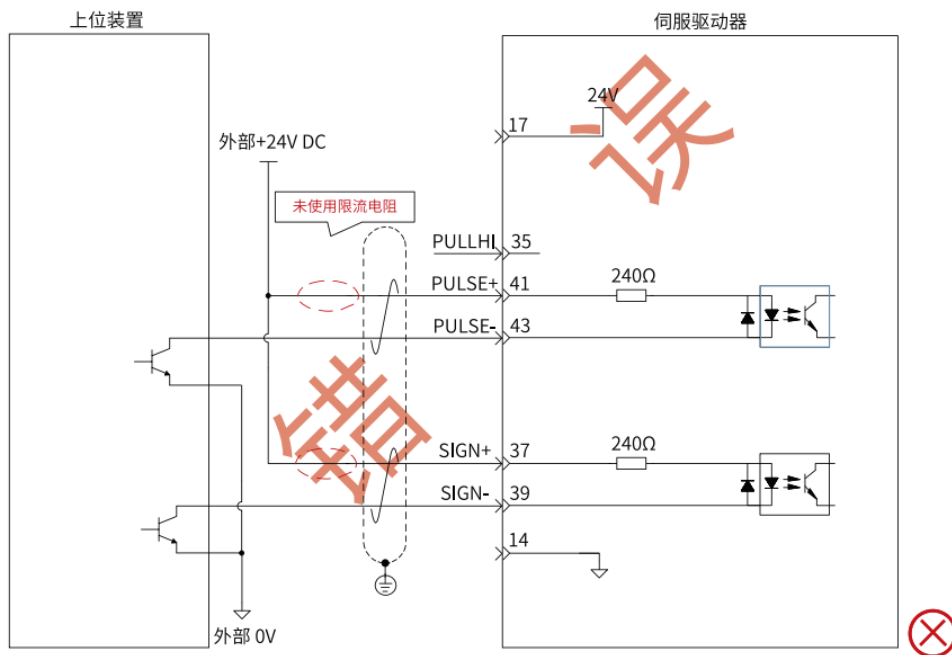 上位装置
伺服驱动器
24V
17
外部+24V DC
未使用限流电阻
PULLHI
35
PULSE+
41
240Ω
PULSE-
43
SIGN+
37
240Ω
SIGN-
39
14
外部 0V
错
误